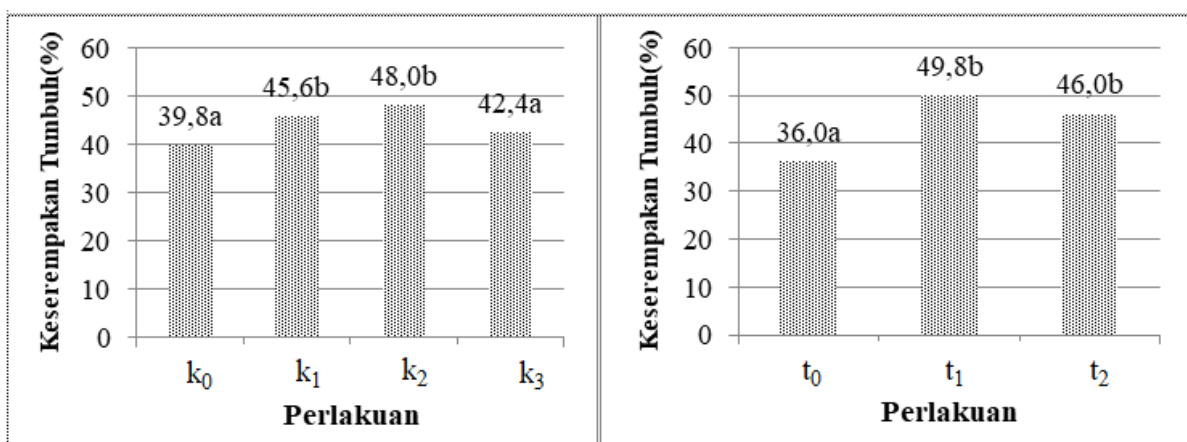 Keserempakan Tumbuh(%)
60
50
40
30
20
10
0
39,8a
45,6b
48,0b
42,4a
k₀
k₁
k₂
k₃
Perlakuan
Keserempakan Tumbuh(%)
60
50
40
30
20
10
0
36,0a
49,8b
46,0b
t₀
t₁
t₂
Perlakuan